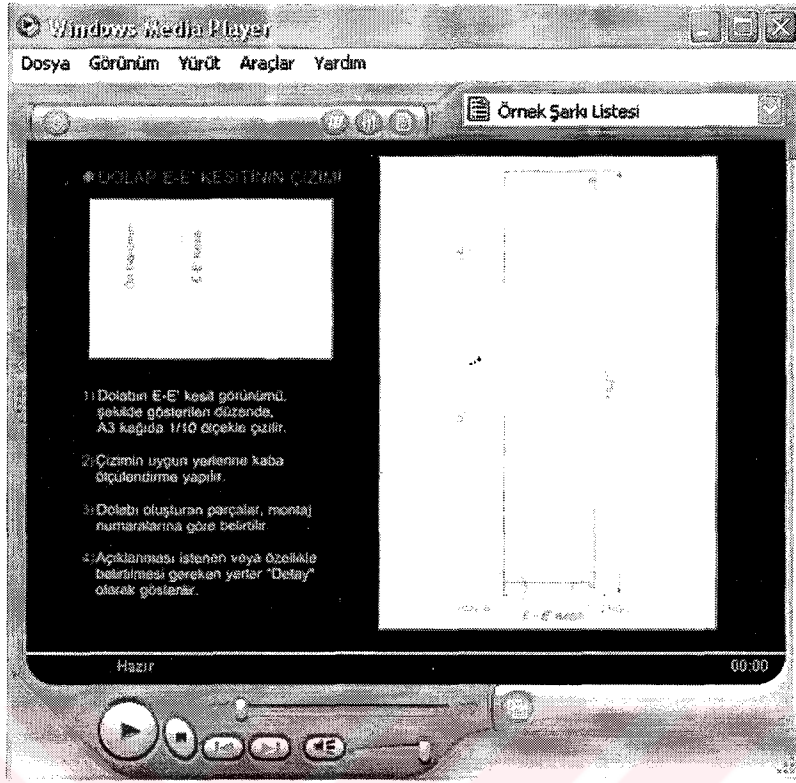 Windows Media Player
Dosya Görünüm Yürüt Araçlar Yardım
Örnek Şarkı Listesi
DOLAP E-E' KESİTİNİN ÇİZİMİ
E-E' Kesiti
1) Dolabın E-E' kesit görünümü,
şekilde gösterilen düzende,
A3 kağıda 1/10 ölçekle çizilir.
2) Çizimin uygun yerlerine kaba
ölçülendirme yapılır.
3) Dolabı oluşturan parçalar, montaj
numaralarına göre belirtilir.
4) Açıklanması istenen veya özellikle
belirtilmesi gereken yerler "Detay"
olarak gösterilir.
E - E' kesiti
Hazır
00:00